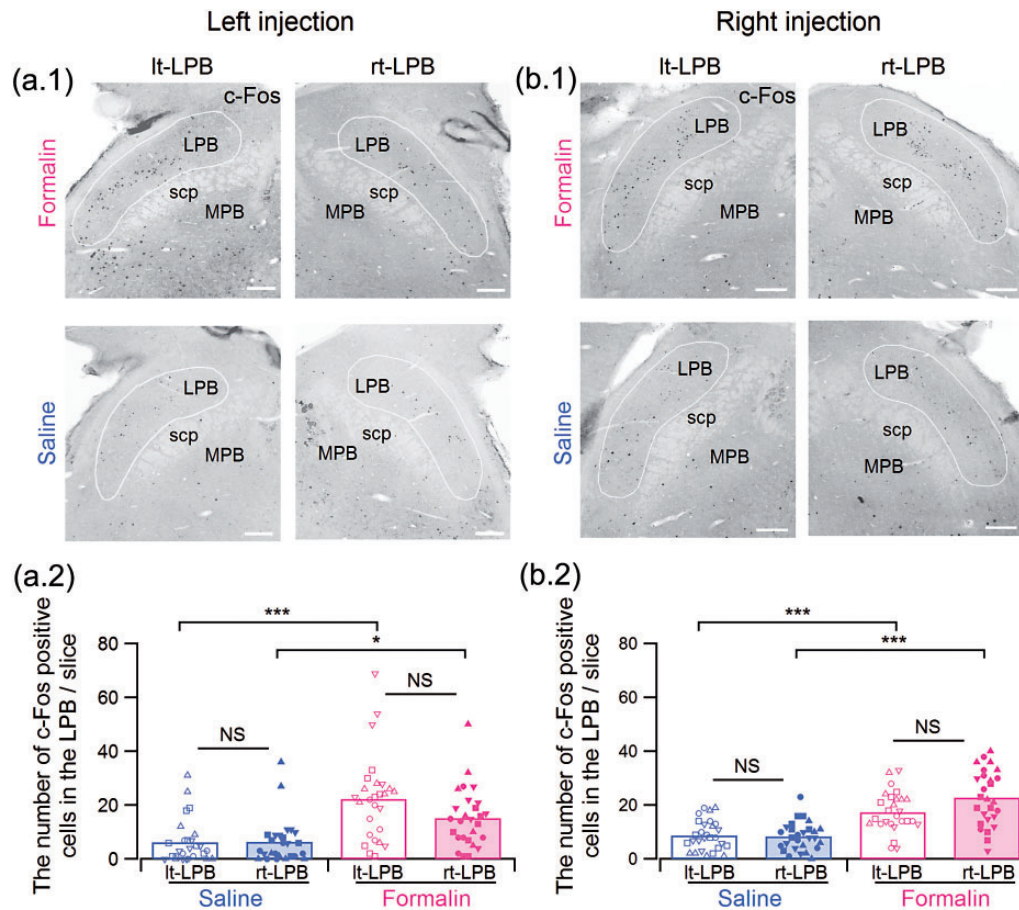 Left injection
Right injection
(a.1)
lt-LPB
rt-LPB
(b.1)
lt-LPB
rt-LPB
Formalin
c-Fos
LPB
scp
MPB
LPB
scp
MPB
Formalin
c-Fos
LPB
scp
MPB
LPB
scp
MPB
Saline
LPB
scp
MPB
LPB
scp
MPB
Saline
LPB
scp
MPB
LPB
scp
MPB
(a.2)
The number of c-Fos positive
cells in the LPB / slice
80
60
40
20
0
***
*
NS
NS
lt-LPB
rt-LPB
lt-LPB
rt-LPB
Saline
Formalin
(b.2)
The number of c-Fos positive
cells in the LPB / slice
80
60
40
20
0
***
***
NS
NS
lt-LPB
rt-LPB
lt-LPB
rt-LPB
Saline
Formalin